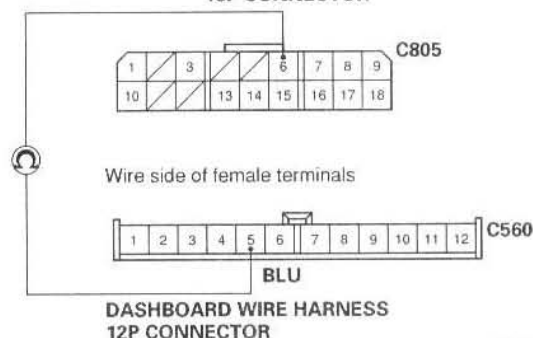 C805
1 3 6 7 8 9
10 13 14 15 16 17 18
Ω
Wire side of female terminals
C560
1 2 3 4 5 6 7 8 9 10 11 12
BLU
DASHBOARD WIRE HARNESS
12P CONNECTOR